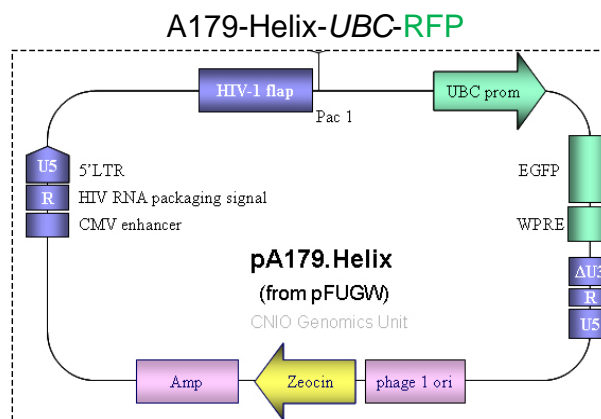 A179-Helix-UBC-RFP
HIV-1 flap
UBC prom
Pac 1
U5
5'LTR
EGFP
R
HIV RNA packaging signal
CMV enhancer
WPRE
pA179.Helix
ΔU3
(from pFUGW)
R
CNIO Genomics Unit
U5
Amp
Zeocin
phage 1 ori